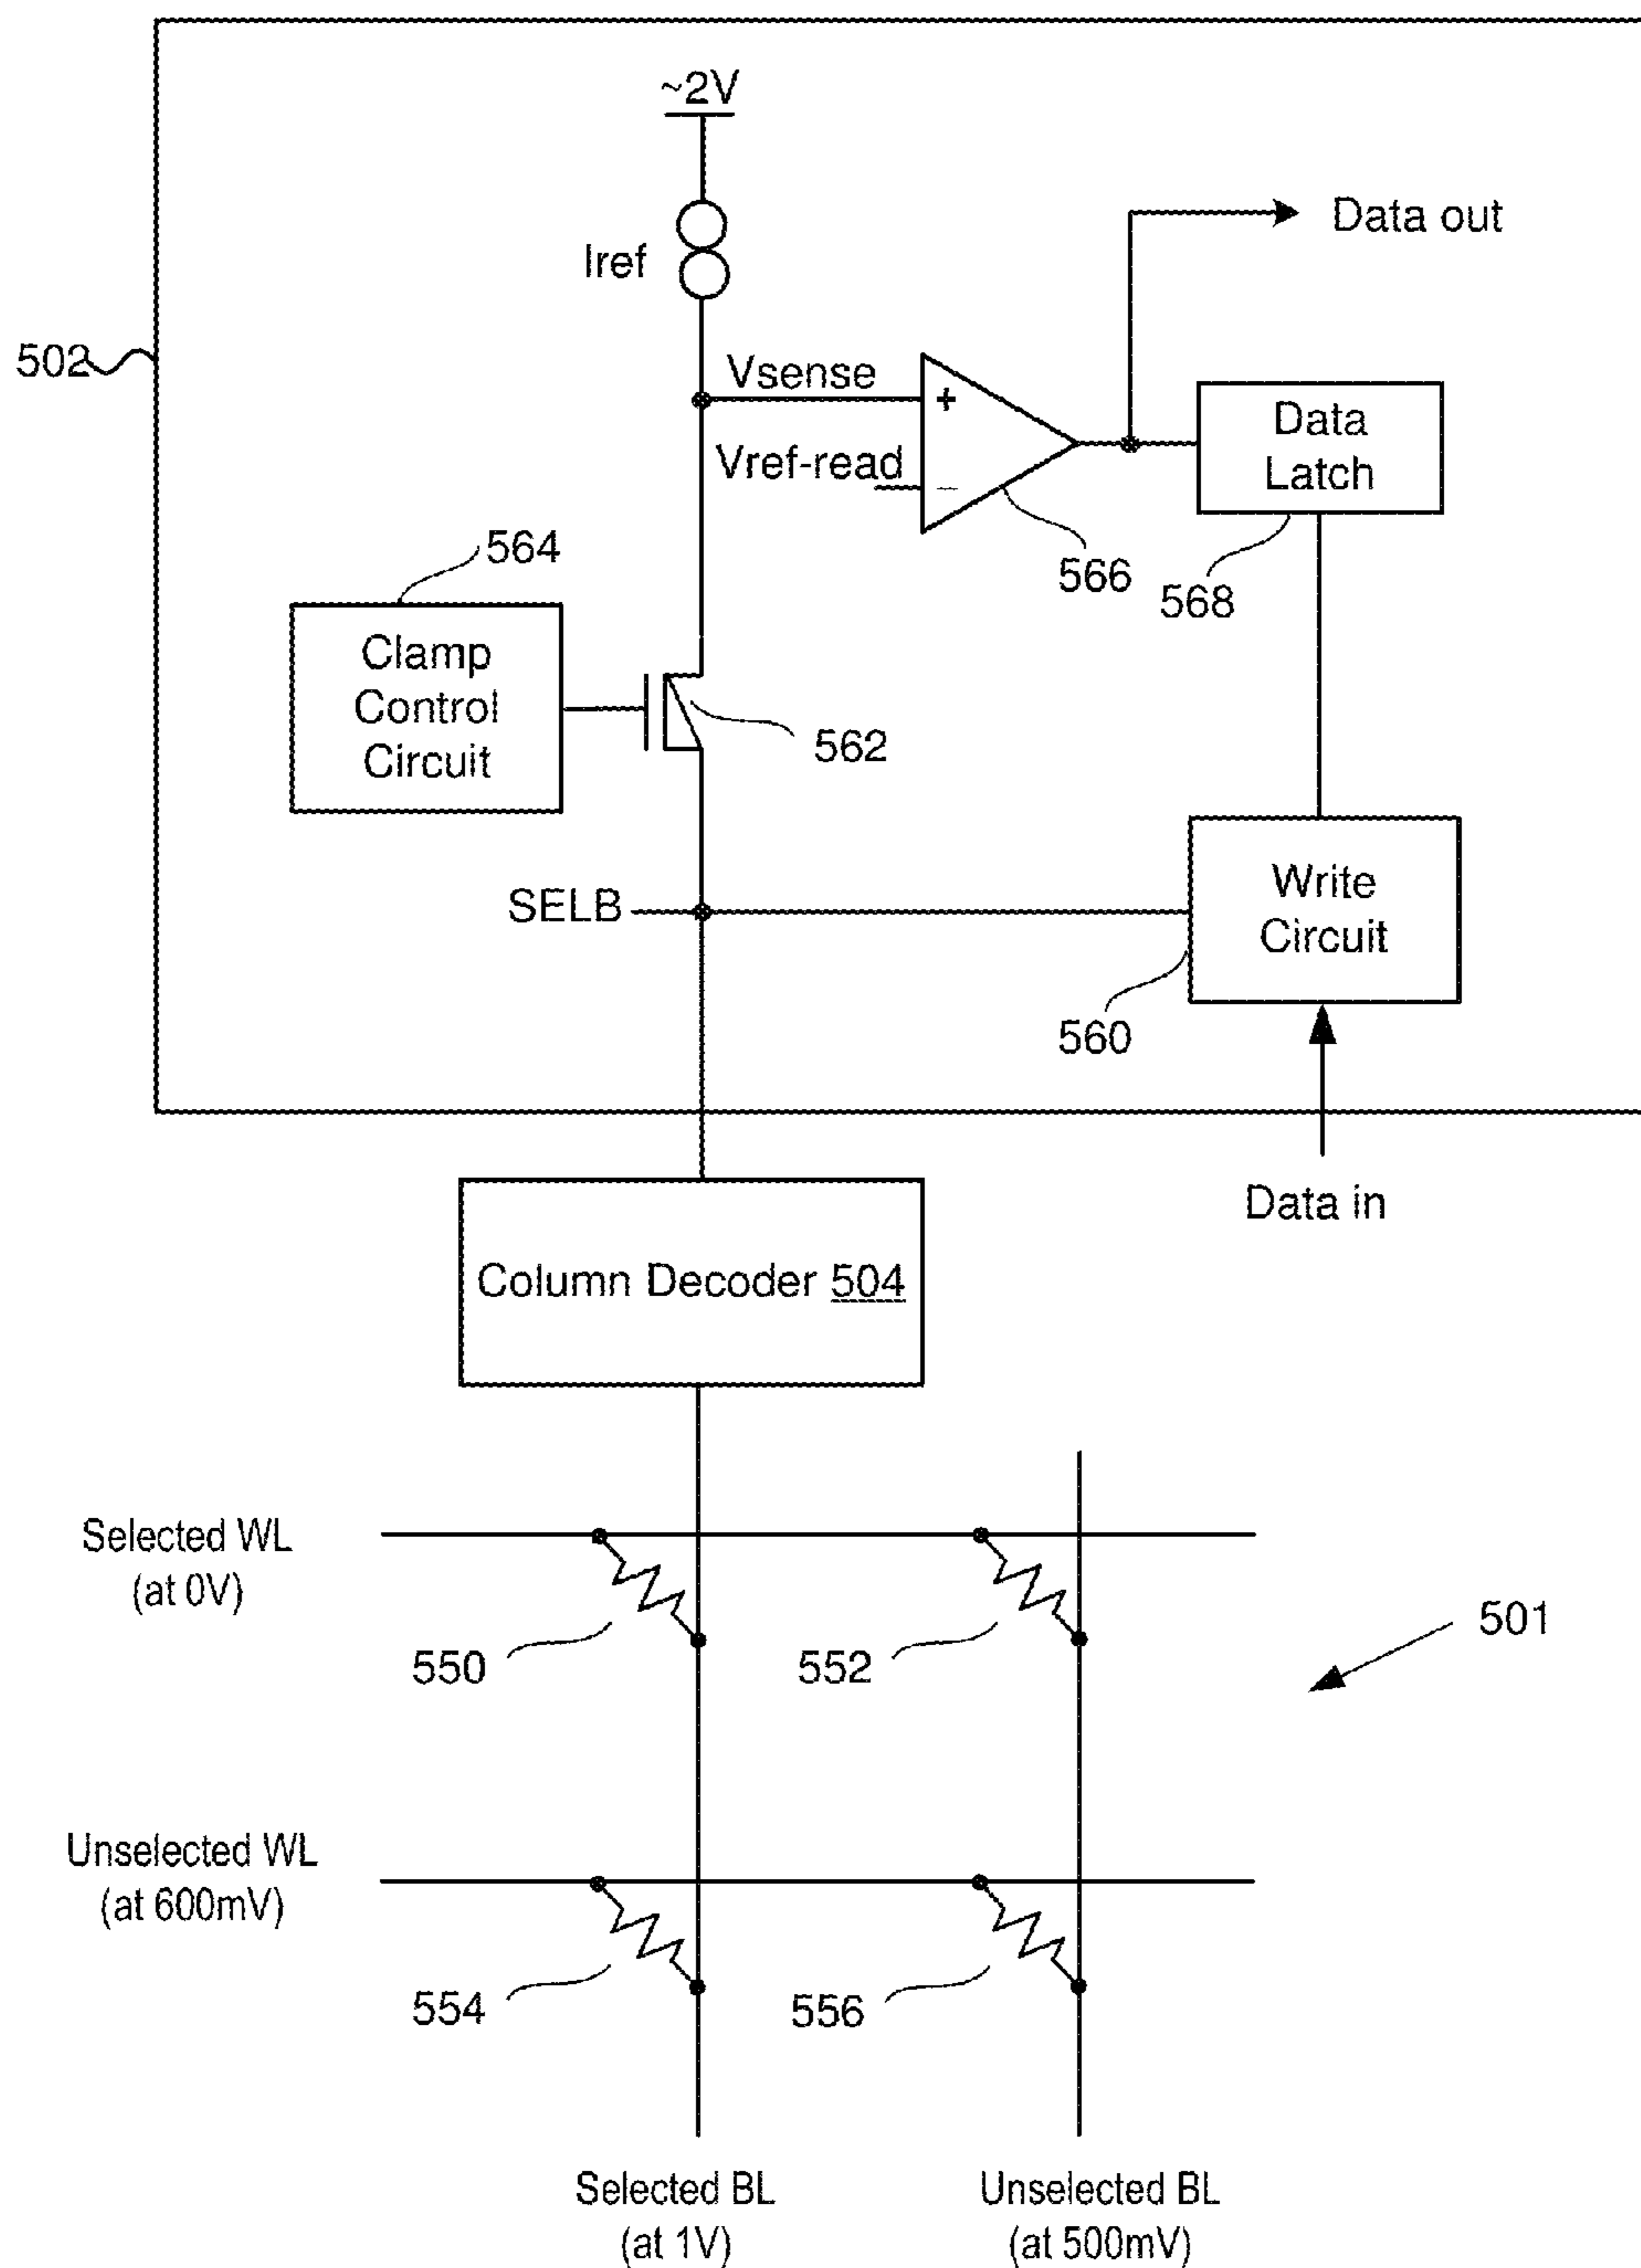 ~2V
Data out
Iref
502
Vsense
+
Data
Latch
Vref-read
−
564
566
568
Clamp
Control
Circuit
562
Write
Circuit
SELB
560
Data in
Column Decoder 504
Selected WL
(at 0V)
501
550
552
Unselected WL
(at 600mV)
554
556
Selected BL
(at 1V)
Unselected BL
(at 500mV)